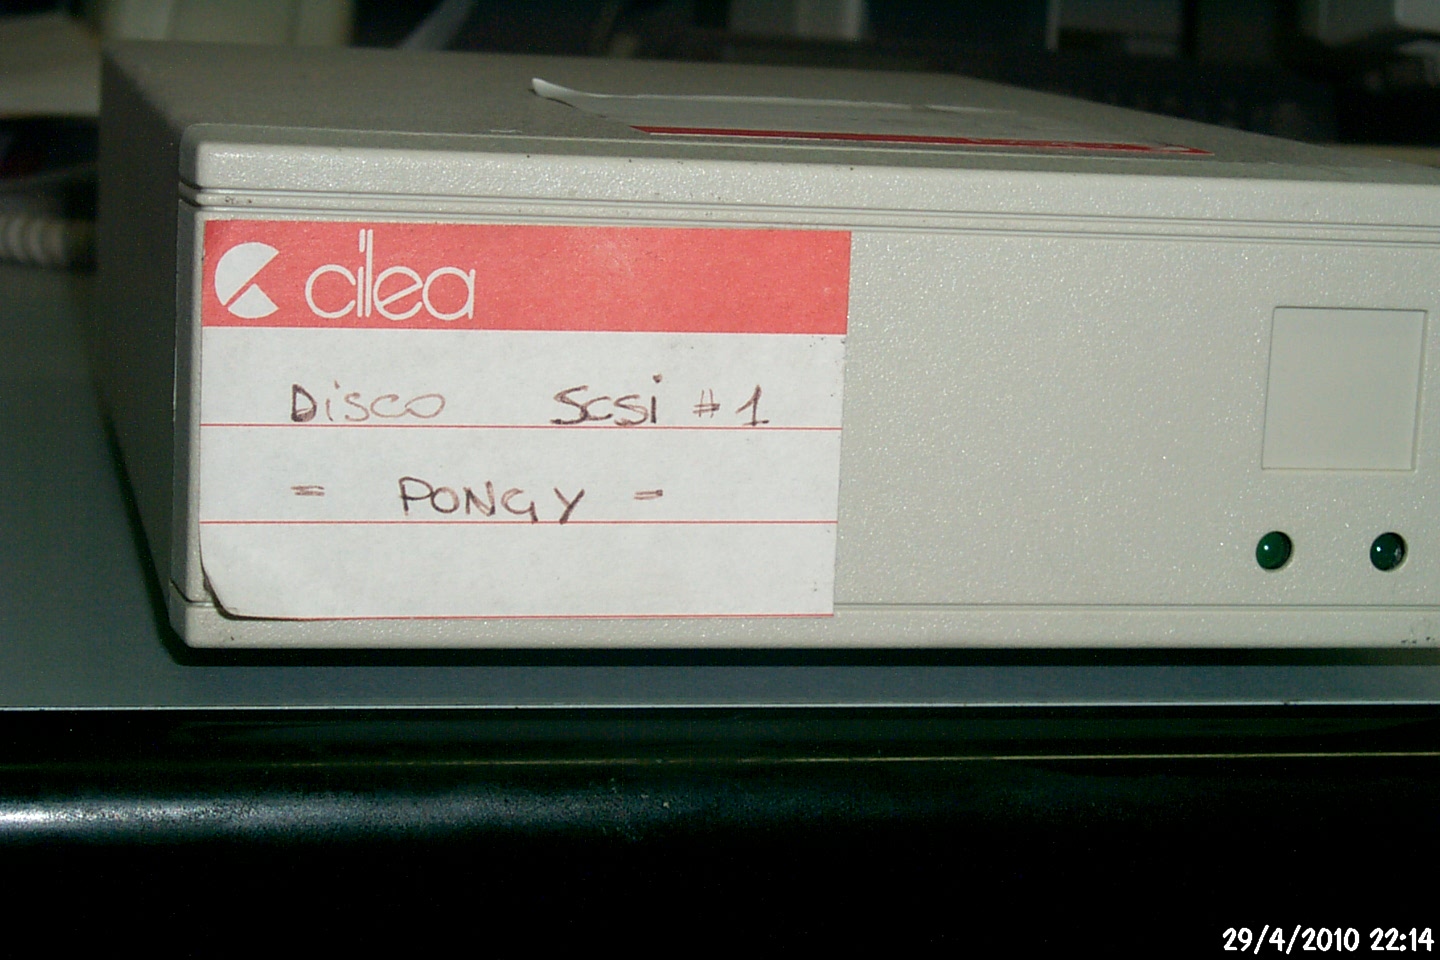 cilea
Disco Scsi #1
= PONGY =
29/4/2010 22:14